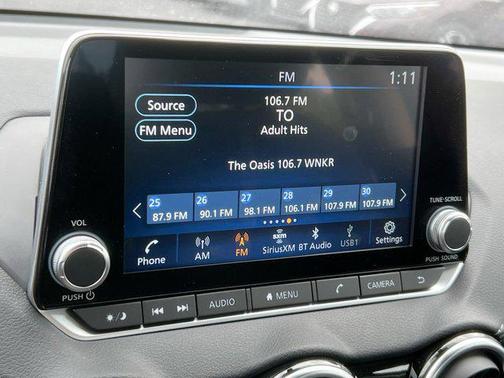 FM
1:11
Source
106.7 FM
TO
FM Menu
Adult Hits
The Oasis 106.7 WNKR
25 26 27 28 29 30
87.9 FM 90.1 FM 98.1 FM 106.1 FM 107.9 FM 107.9 FM
VOL
TUNE·SCROLL
Phone AM FM sxm SiriusXM BT Audio USB1 Settings
PUSH
PUSH SOUND
AUDIO MENU CAMERA